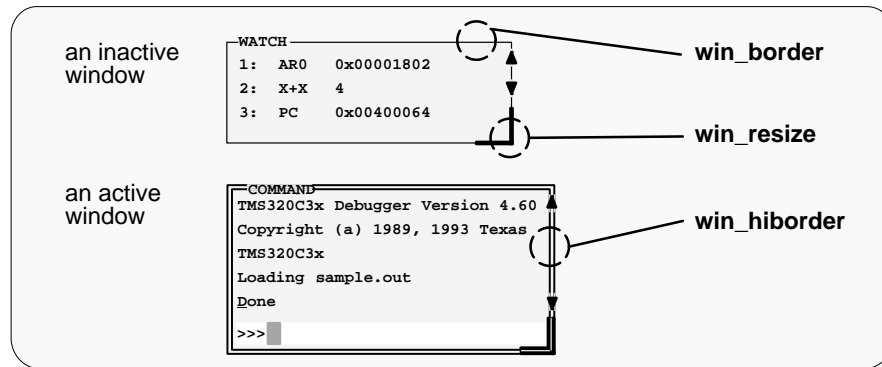 an inactive
window
WATCH
1: AR0 0x00001802
2: X+X 4
3: PC 0x00400064
win_border
win_resize
an active
window
COMMAND
TMS320C3x Debugger Version 4.60
Copyright (a) 1989, 1993 Texas
TMS320C3x
Loading sample.out
Done
>>>
win_hiborder